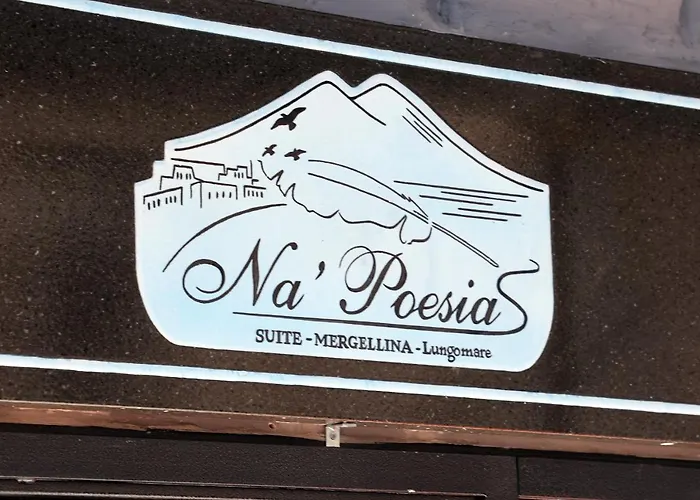 Na' Poesia
SUITE - MERGELLINA - Lungomare